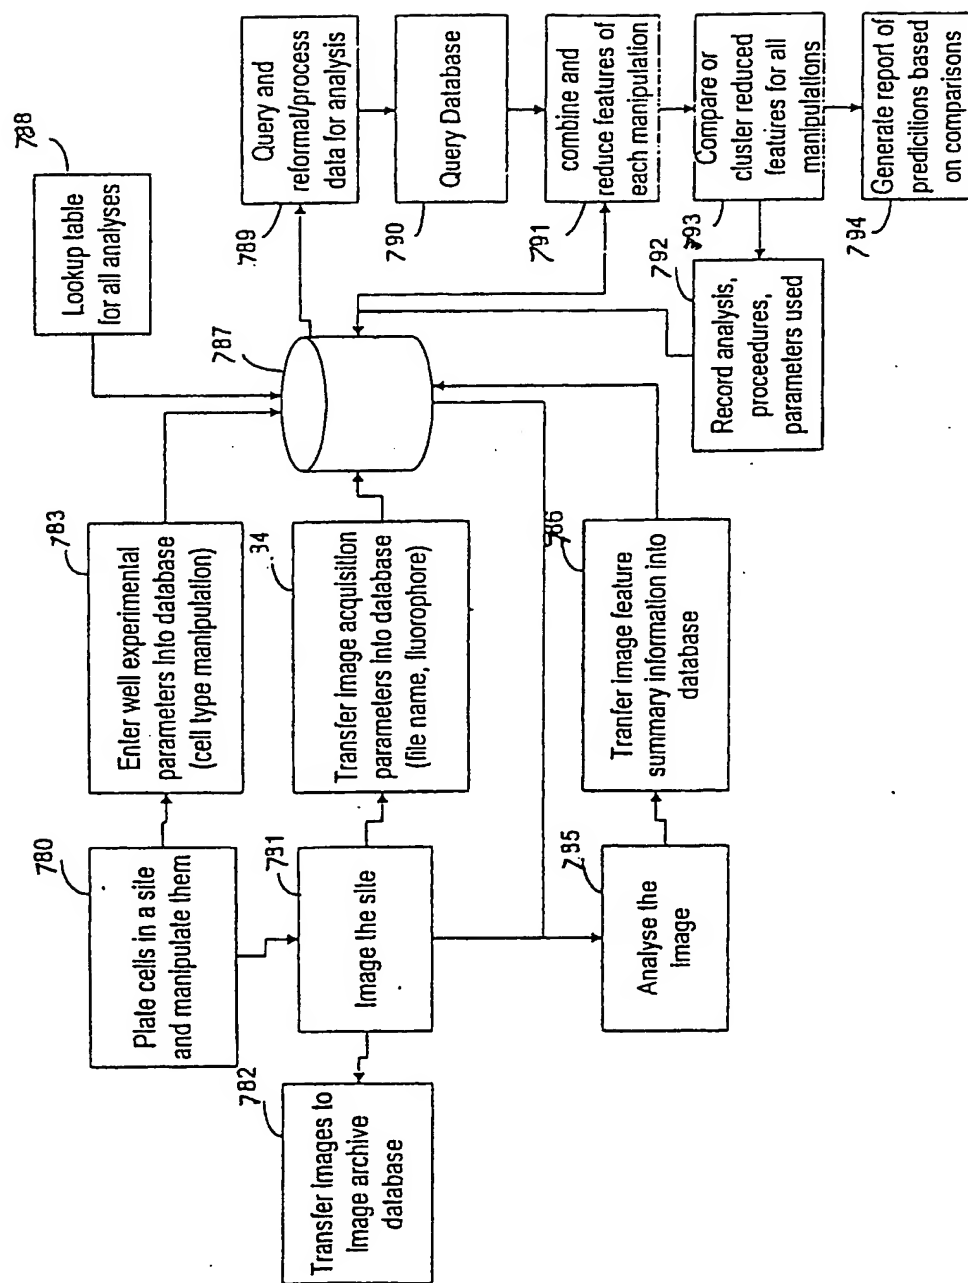 780
Plate cells in a site
and manipulate them
783
Enter well experimental
parameters into database
(cell type manipulation)
788
Lookup table
for all analyses
782
Transfer images to
Image archive
database
781
Image the site
34
Transfer image acquisition
parameters into database
(file name, fluorophore)
787
785
Analyse the
image
786
Tranfer image feature
summary information into
database
789
Query and
reformal/process
data for analysis
790
Query Database
791
combine and
reduce features of
each manipulation
792
Record analysis,
proceedures,
parameters used
793
Compare or
cluster reduced
features for all
manipulations
794
Generate report of
predicitions based
on comparisons